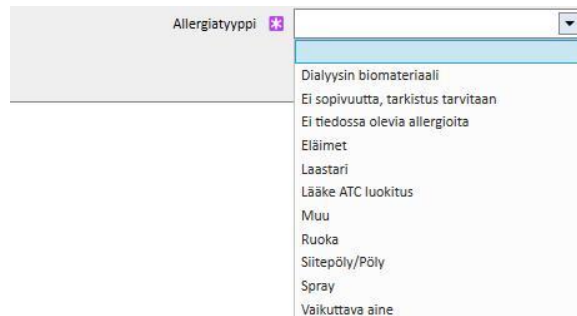 Allergiatyyppi
Dialyysin biomateriaali
Ei sopivuutta, tarkistus tarvitaan
Ei tiedossa olevia allergioita
Eläimet
Laastari
Lääke ATC luokitus
Muu
Ruoka
Siitepöly/Pöly
Spray
Vaikuttava aine